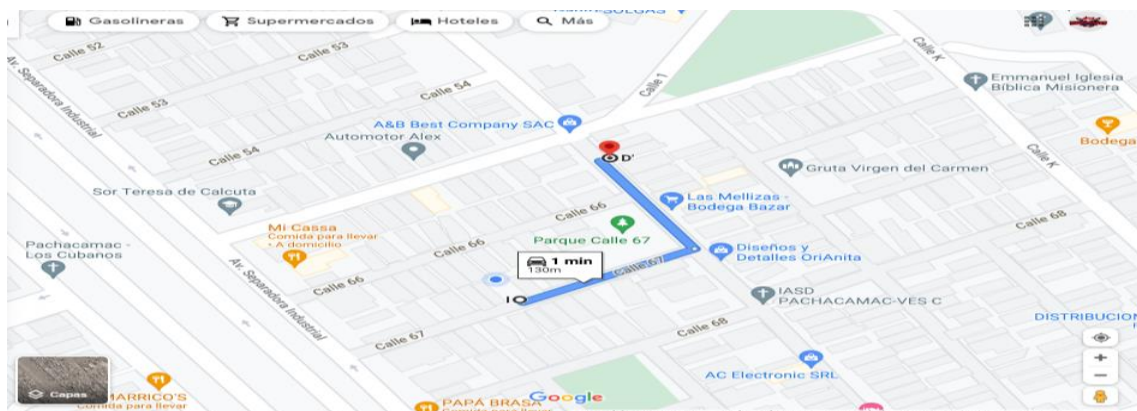 Gasolineras
Supermercados
Hoteles
Más
Calle 52
Calle 53
Calle K
Calle 53
Calle 54
Calle 1
Emmanuel Iglesia
Bíblica Misionera
Av. Separadora Industrial
A&B Best Company SAC
Automotor Alex
Bodega
Calle 54
D'
Gruta Virgen del Carmen
Calle K
Sor Teresa de Calcuta
Las Mellizas -
Bodega Bazar
Calle 66
Calle 68
Mi Cassa
Comida para llevar
- A domicilio
Parque Calle 67
Pachacamac -
Los Cubanos
Calle 66
Diseños y
Detalles OriAnita
1 min
130m
Calle 67
Av. Separadora Industrial
Calle 66
I
IASD
PACHACAMAC-VES C
DISTRIBUCION
Calle 67
Calle 68
AC Electronic SRL
Capas
MARRICO'S
Comida para llevar
PAPÁ BRASA
Google